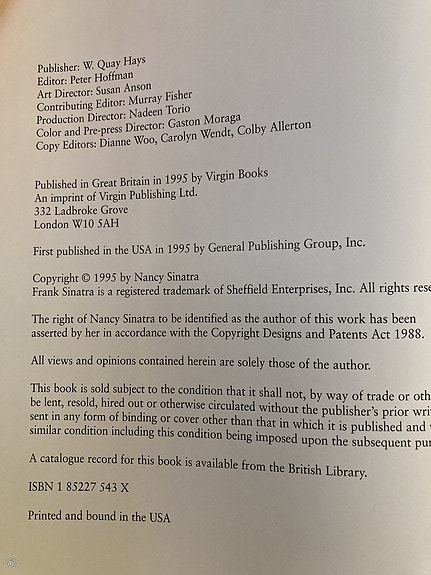 Publisher: W. Quay Hays
Editor: Peter Hoffman
Art Director: Susan Anson
Contributing Editor: Murray Fisher
Production Director: Nadeen Torio
Color and Pre-press Director: Gaston Moraga
Copy Editors: Dianne Woo, Carolyn Wendt, Colby Allerton
Published in Great Britain in 1995 by Virgin Books
An imprint of Virgin Publishing Ltd.
332 Ladbroke Grove
London W10 5AH
First published in the USA in 1995 by General Publishing Group, Inc.
Copyright © 1995 by Nancy Sinatra
Frank Sinatra is a registered trademark of Sheffield Enterprises, Inc. All rights rese
The right of Nancy Sinatra to be identified as the author of this work has been
asserted by her in accordance with the Copyright Designs and Patents Act 1988.
All views and opinions contained herein are solely those of the author.
This book is sold subject to the condition that it shall not, by way of trade or oth
be lent, resold, hired out or otherwise circulated without the publisher's prior wri
sent in any form of binding or cover other than that in which it is published and
similar condition including this condition being imposed upon the subsequent pur
A catalogue record for this book is available from the British Library.
ISBN 1 85227 543 X
Printed and bound in the USA